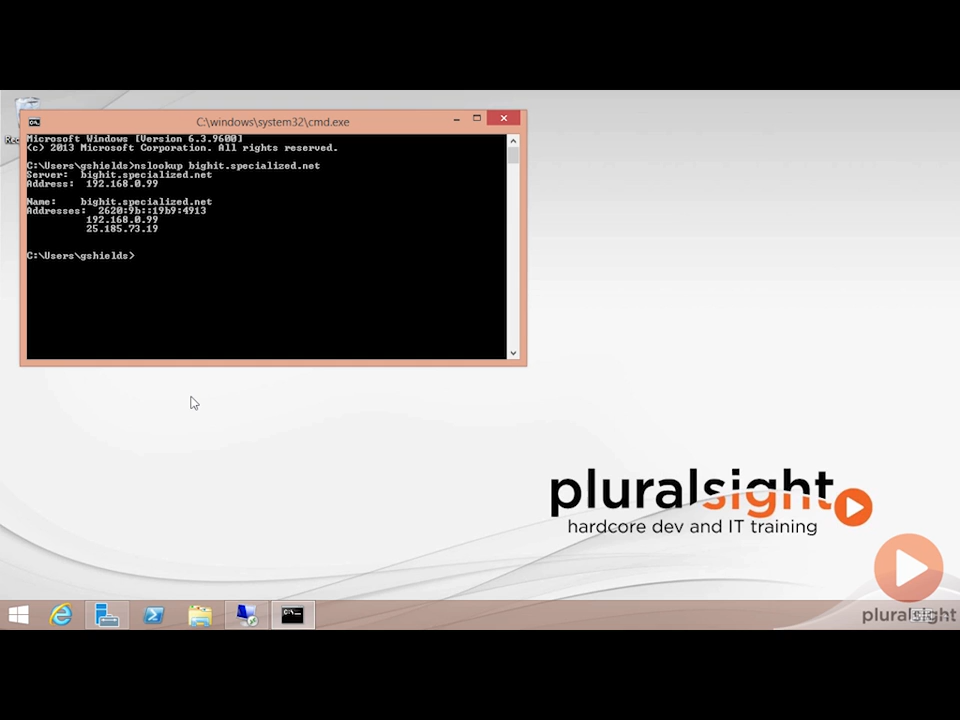 C:\windows\system32\cmd.exe
Microsoft Windows [Version 6.3.9600]
(c) 2013 Microsoft Corporation. All rights reserved.
C:\Users\gshields>nslookup bighit.specialized.net
Server:  bighit.specialized.net
Address:  192.168.0.99
Name:    bighit.specialized.net
Addresses:  2620:9b::19b9:4913
192.168.0.99
25.185.73.19
C:\Users\gshields>
pluralsight
hardcore dev and IT training
pluralsight